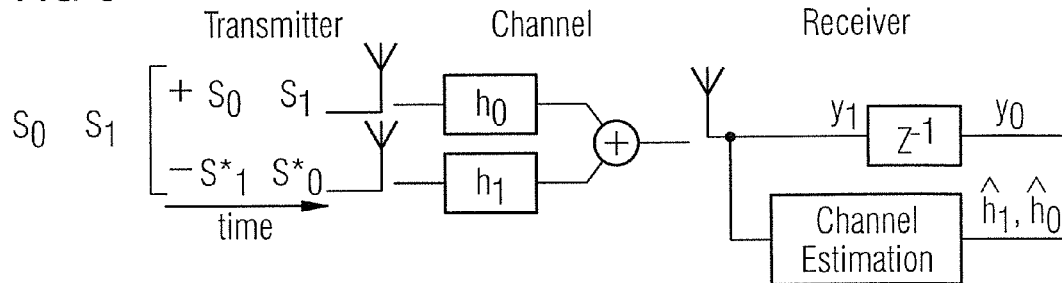 Transmitter Channel Receiver
S0 S1 + S0 S1 h0 + y1 Z-1 y0
-S*1 S*0 h1 ĥ1, ĥ0
time Channel
Estimation